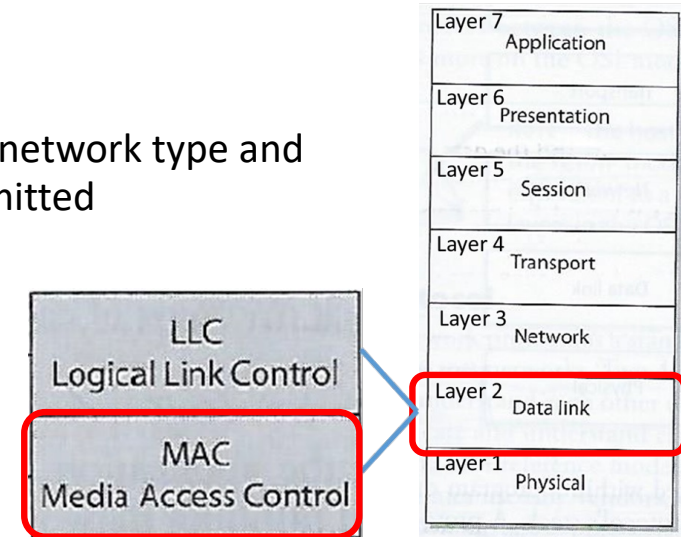 network type and
mitted
LLC
Logical Link Control
MAC
Media Access Control
Layer 7
Application
Layer 6
Presentation
Layer 5
Session
Layer 4
Transport
Layer 3
Network
Layer 2
Data link
Layer 1
Physical